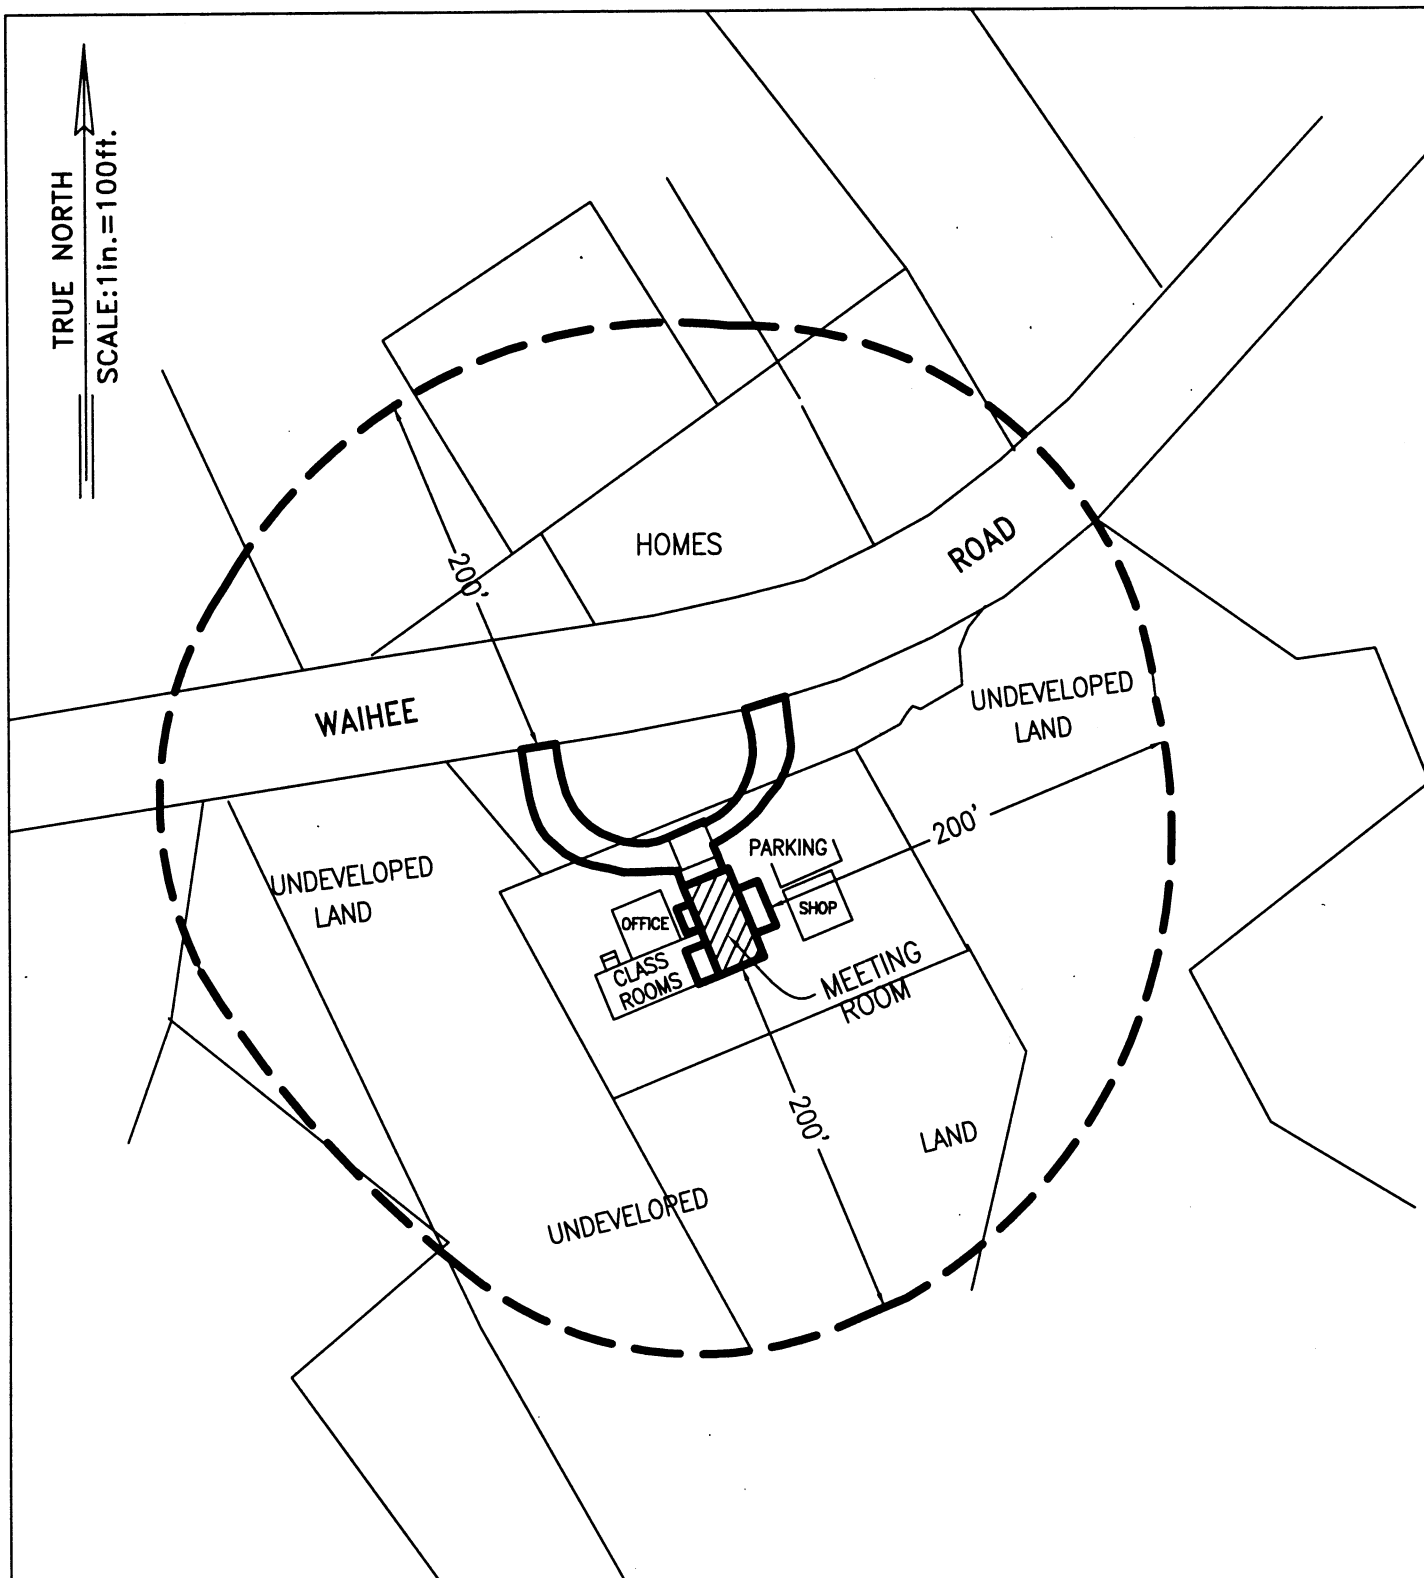 TRUE NORTH
SCALE:1in.=100ft.
200'
HOMES
ROAD
WAIHEE
UNDEVELOPED
LAND
200'
PARKING
UNDEVELOPED
LAND
SHOP
OFFICE
CLASS
ROOMS
MEETING
ROOM
200'
LAND
UNDEVELOPED